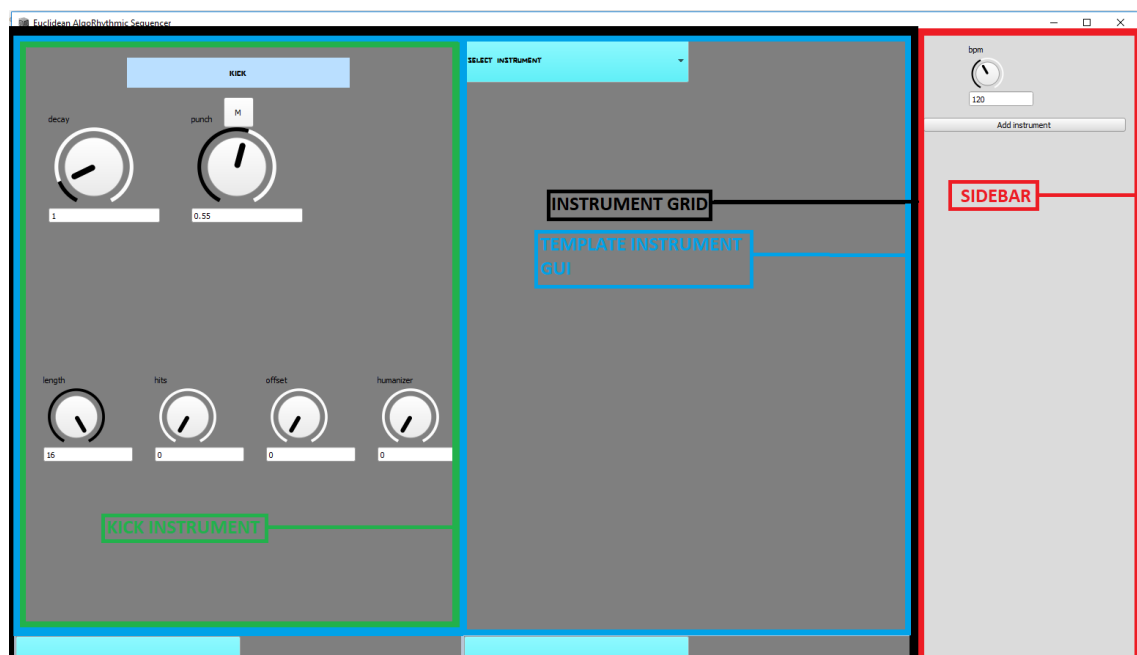 Euclidean AlgoRhythmic Sequencer
KICK
M
decay
punch
1
0.55
length
hits
offset
humanizer
16
0
0
0
KICK INSTRUMENT
SELECT INSTRUMENT
INSTRUMENT GRID
TEMPLATE INSTRUMENT
GUI
bpm
120
Add instrument
SIDEBAR